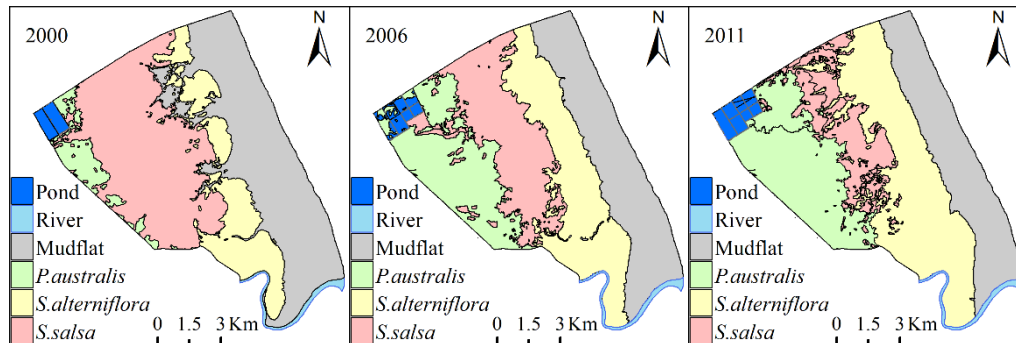 2000
N
Pond
River
Mudflat
P.australis
S.alterniflora
S.salsa
0 1.5 3 Km
2006
N
Pond
River
Mudflat
P.australis
S.alterniflora
S.salsa
0 1.5 3 Km
2011
N
Pond
River
Mudflat
P.australis
S.alterniflora
S.salsa
0 1.5 3 Km